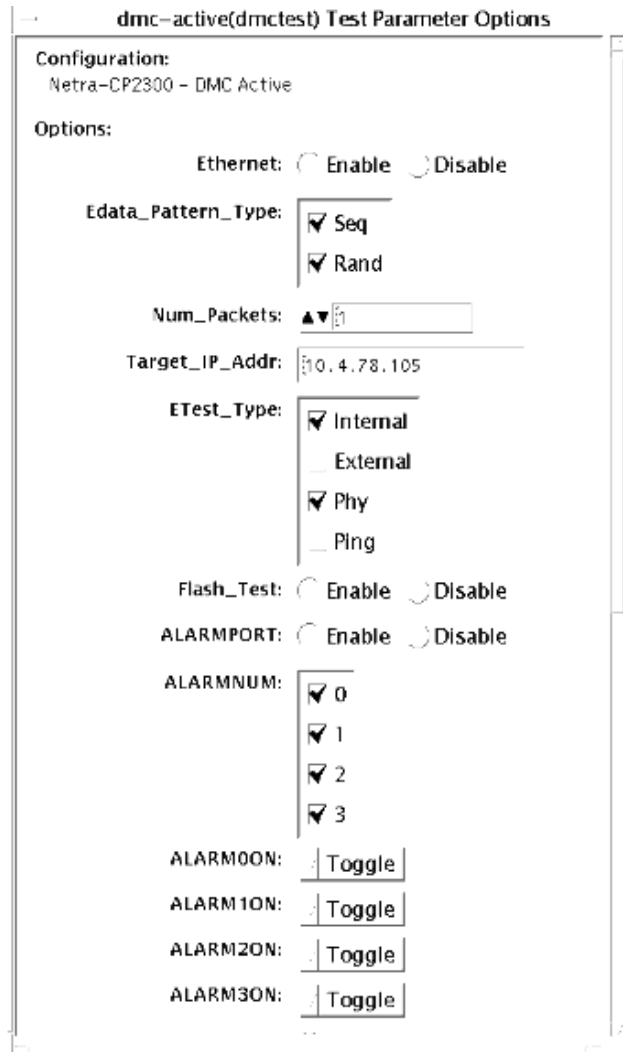 dmc-active(dmctest) Test Parameter Options
Configuration:
Netra-CP2300 - DMC Active
Options:
Ethernet: Enable Disable
Edata_Pattern_Type: Seq
Rand
Num_Packets: 1
Target_IP_Addr: 10.4.78.105
ETest_Type: Internal
External
Phy
Ping
Flash_Test: Enable Disable
ALARMPORT: Enable Disable
ALARMNUM: 0
1
2
3
ALARM0ON: Toggle
ALARM1ON: Toggle
ALARM2ON: Toggle
ALARM3ON: Toggle